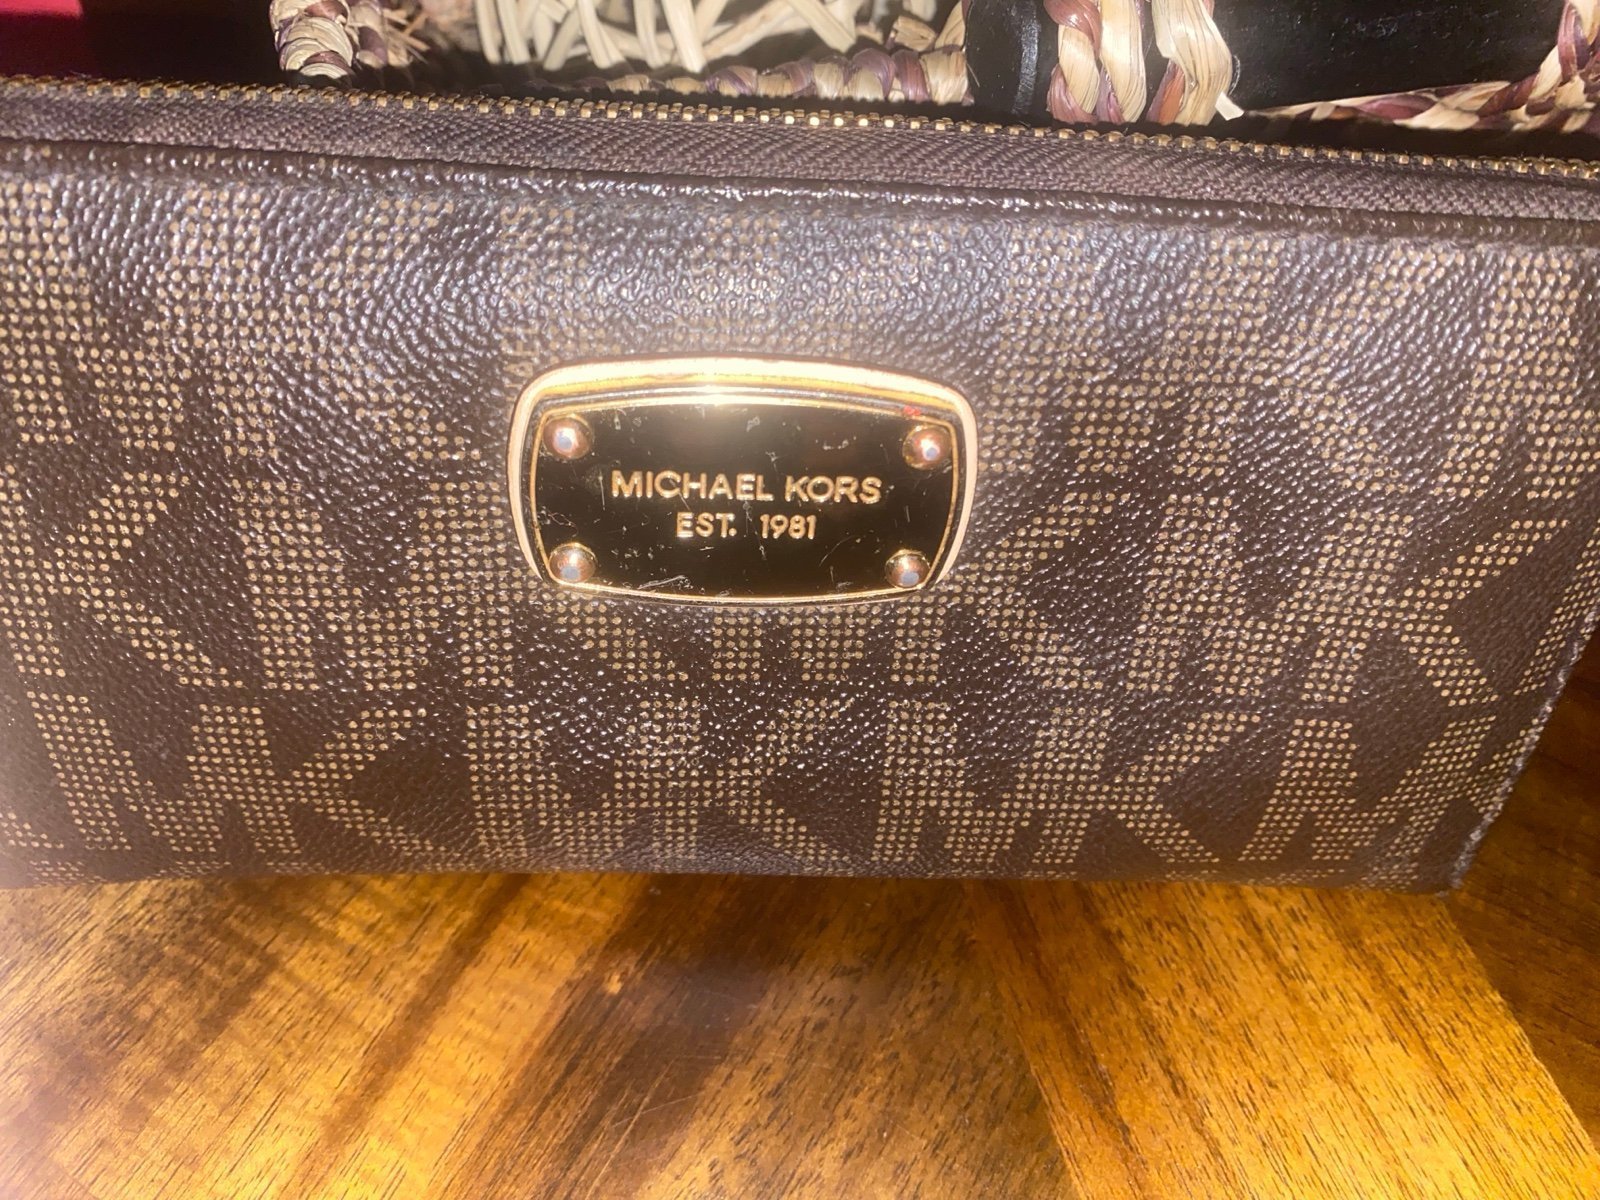 MICHAEL KORS
EST. 1981